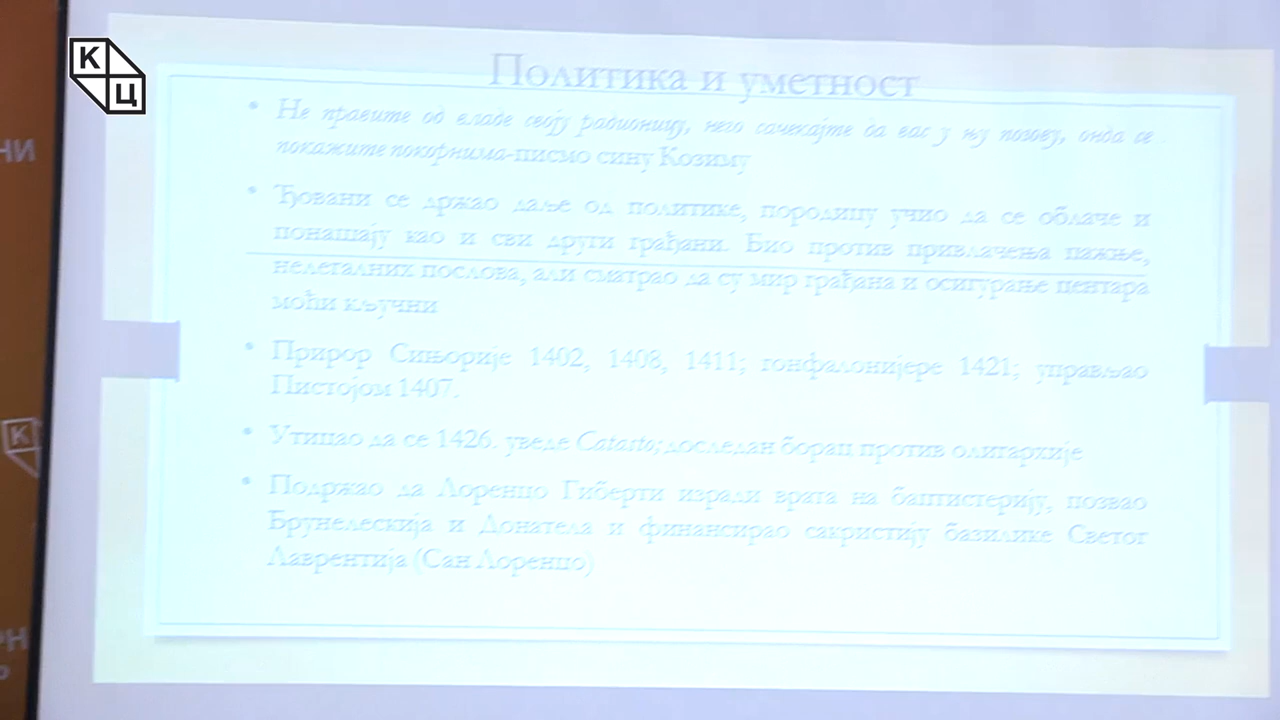 К
Ц
Политика и уметност
• Не правите од владе своју радионицу, него сачекајте да вас у њу позову, онда се
покажите покорнима-писмо сину Козиму
• Ђовани се држао даље од политике, породицу учио да се облаче и
понашају као и сви други грађани. Био против привлачења пажње,
нелегалних послова, али сматрао да су мир грађана и осигурање центара
моћи кључни
• Прирор Сињорије 1402, 1408, 1411; гонфалонијере 1421; управљао
Пистојом 1407.
• Утицао да се 1426. уведе Catasto; доследан борац против олигархије
• Подржао да Лоренцо Гиберти изради врата на баптистерију, позвао
Брунелескија и Донатела и финансирао сакристију базилике Светог
Лаврентија (Сан Лоренцо)
НИ
К
РН